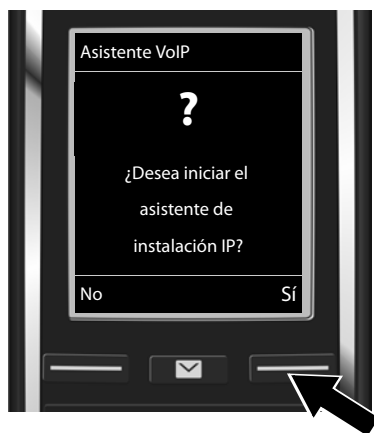 Asistente VoIP
?
¿Desea iniciar el
asistente de
instalación IP?
No Sí